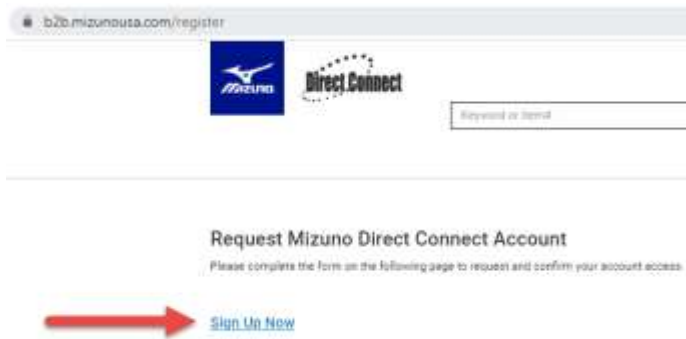 b2b.mizunousa.com/register
MIZUNO
Direct Connect
Keyword or Item#
Request Mizuno Direct Connect Account
Please complete the form on the following page to request and confirm your account access
Sign Up Now